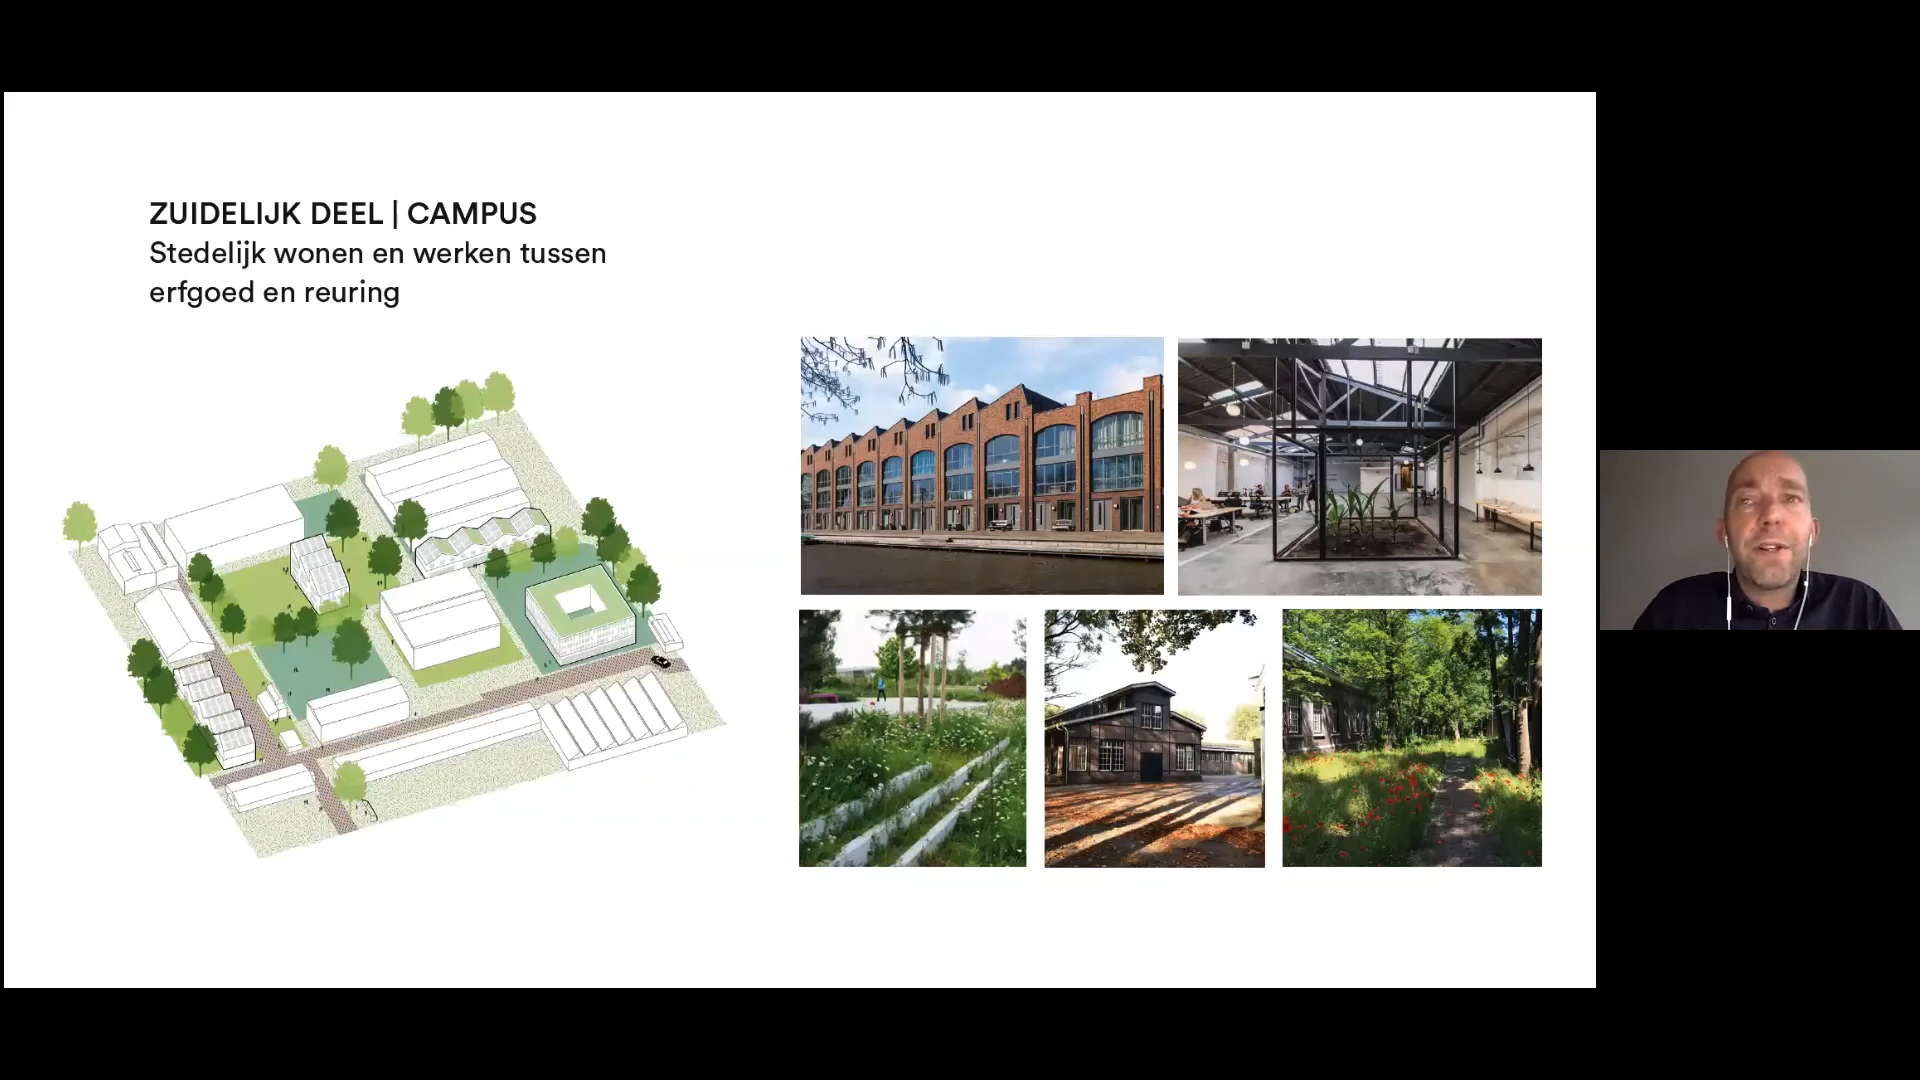 ZUIDELIJK DEEL | CAMPUS
Stedelijk wonen en werken tussen
erfgoed en reuring